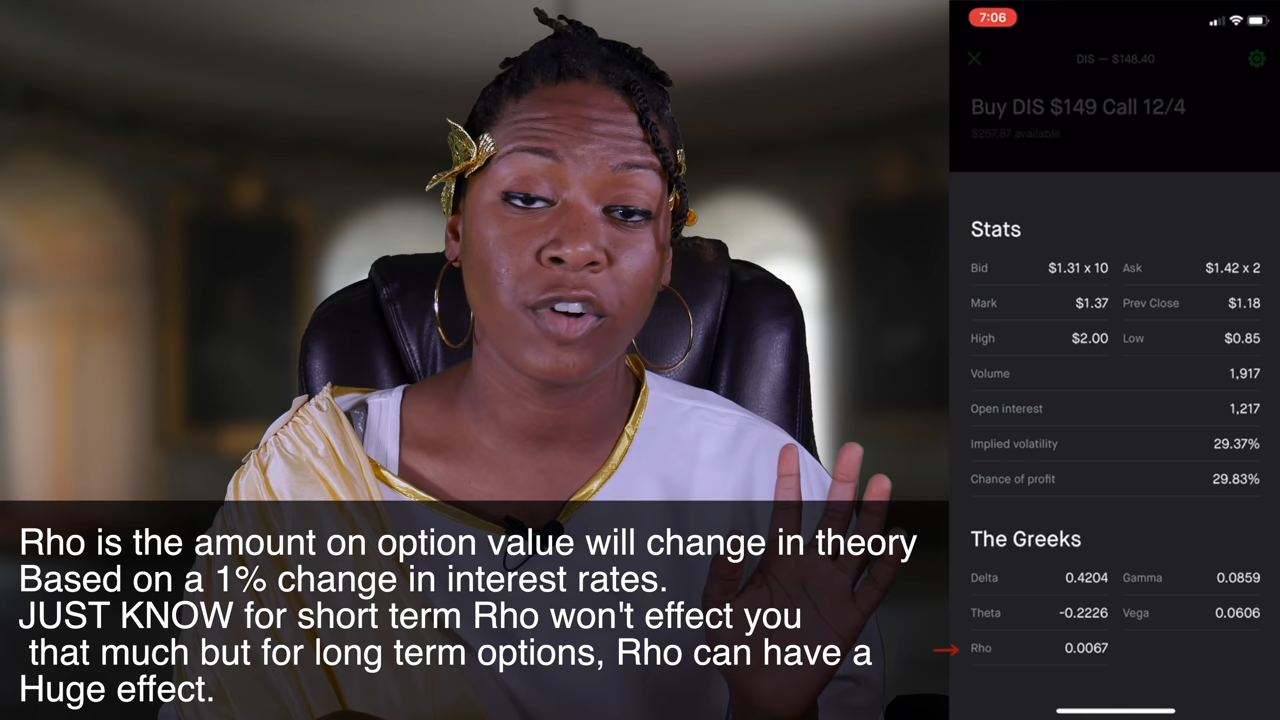 Rho is the amount on option value will change in theory
Based on a 1% change in interest rates.
JUST KNOW for short term Rho won't effect you
that much but for long term options, Rho can have a
Huge effect.
7:06
DIS — $148.40
Buy DIS $149 Call 12/4
$257.87 available
Stats
Bid $1.31 x 10 Ask $1.42 x 2
Mark $1.37 Prev Close $1.18
High $2.00 Low $0.85
Volume 1,917
Open interest 1,217
Implied volatility 29.37%
Chance of profit 29.83%
The Greeks
Delta 0.4204 Gamma 0.0859
Theta -0.2226 Vega 0.0606
Rho 0.0067